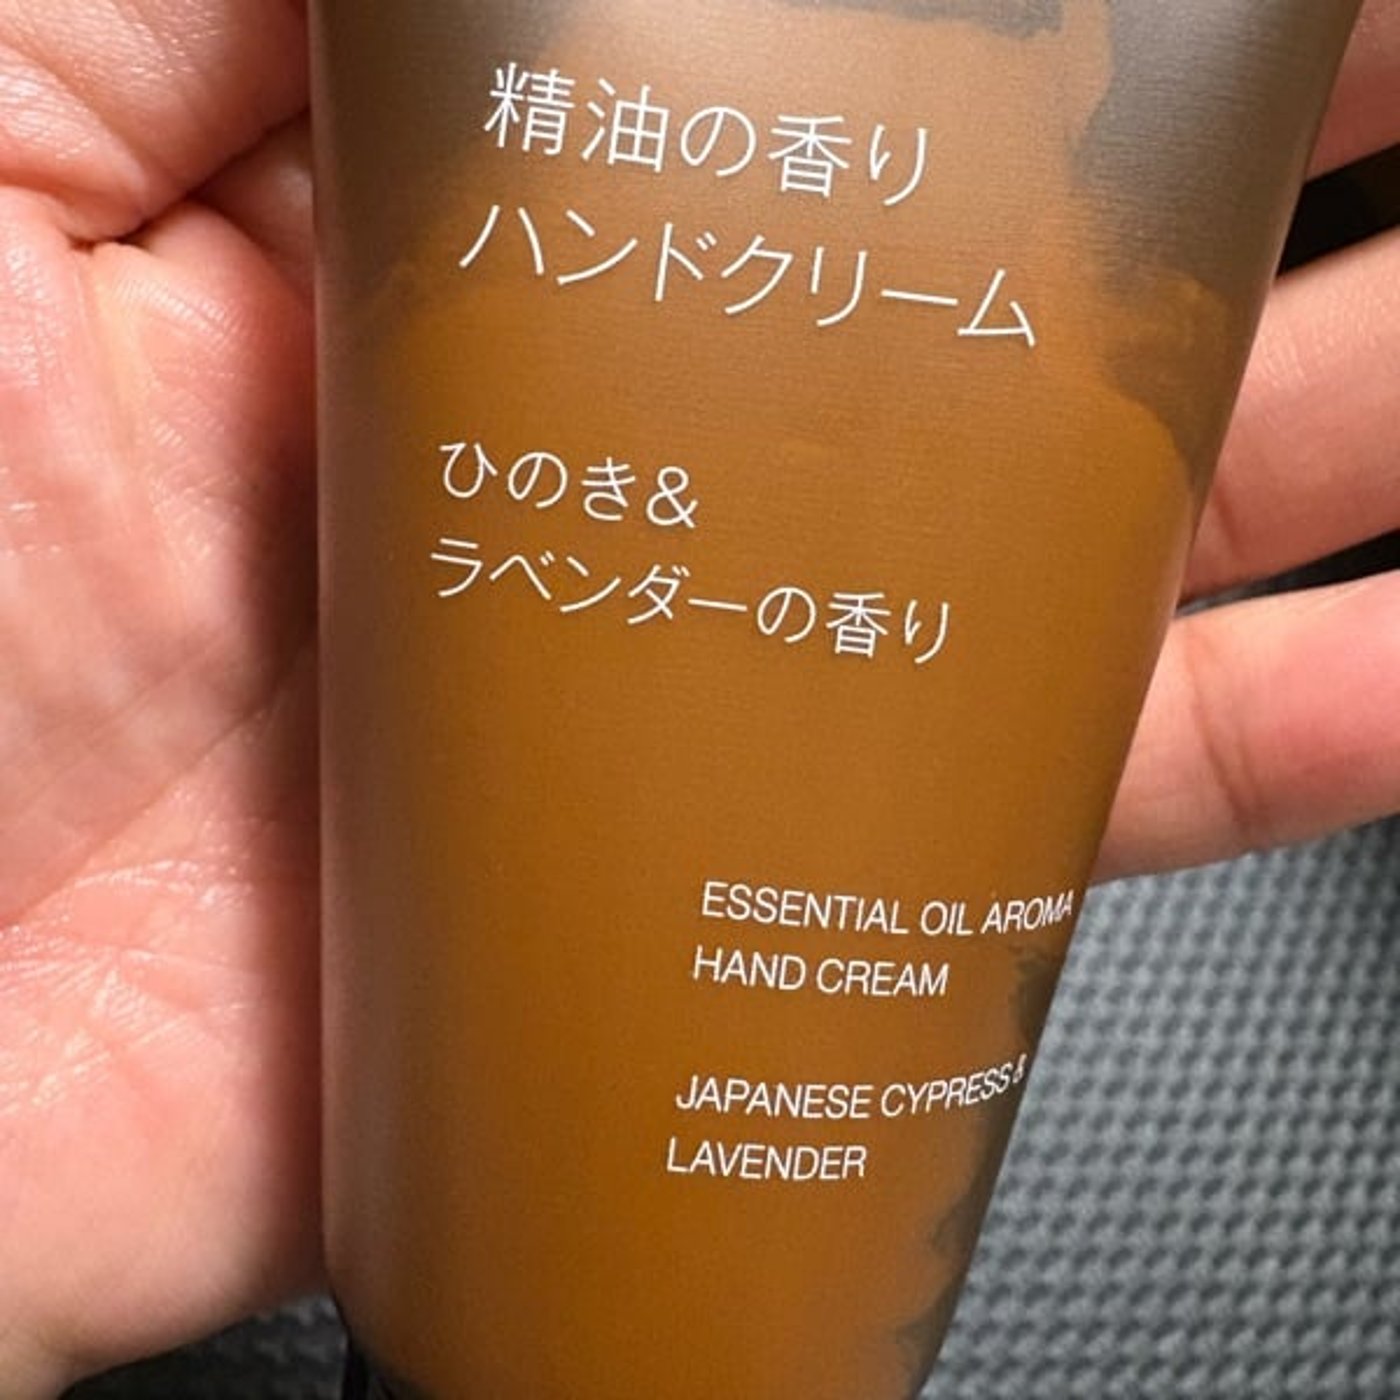 精油の香り
ハンドクリーム
ひのき&
ラベンダーの香り
ESSENTIAL OIL AROMA
HAND CREAM
JAPANESE CYPRESS &
LAVENDER